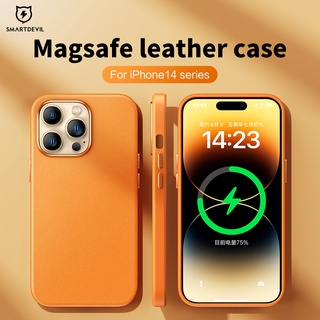 SMARTDEVIL
Magsafe leather case
For iPhone14 series
14:23
目前电量75%